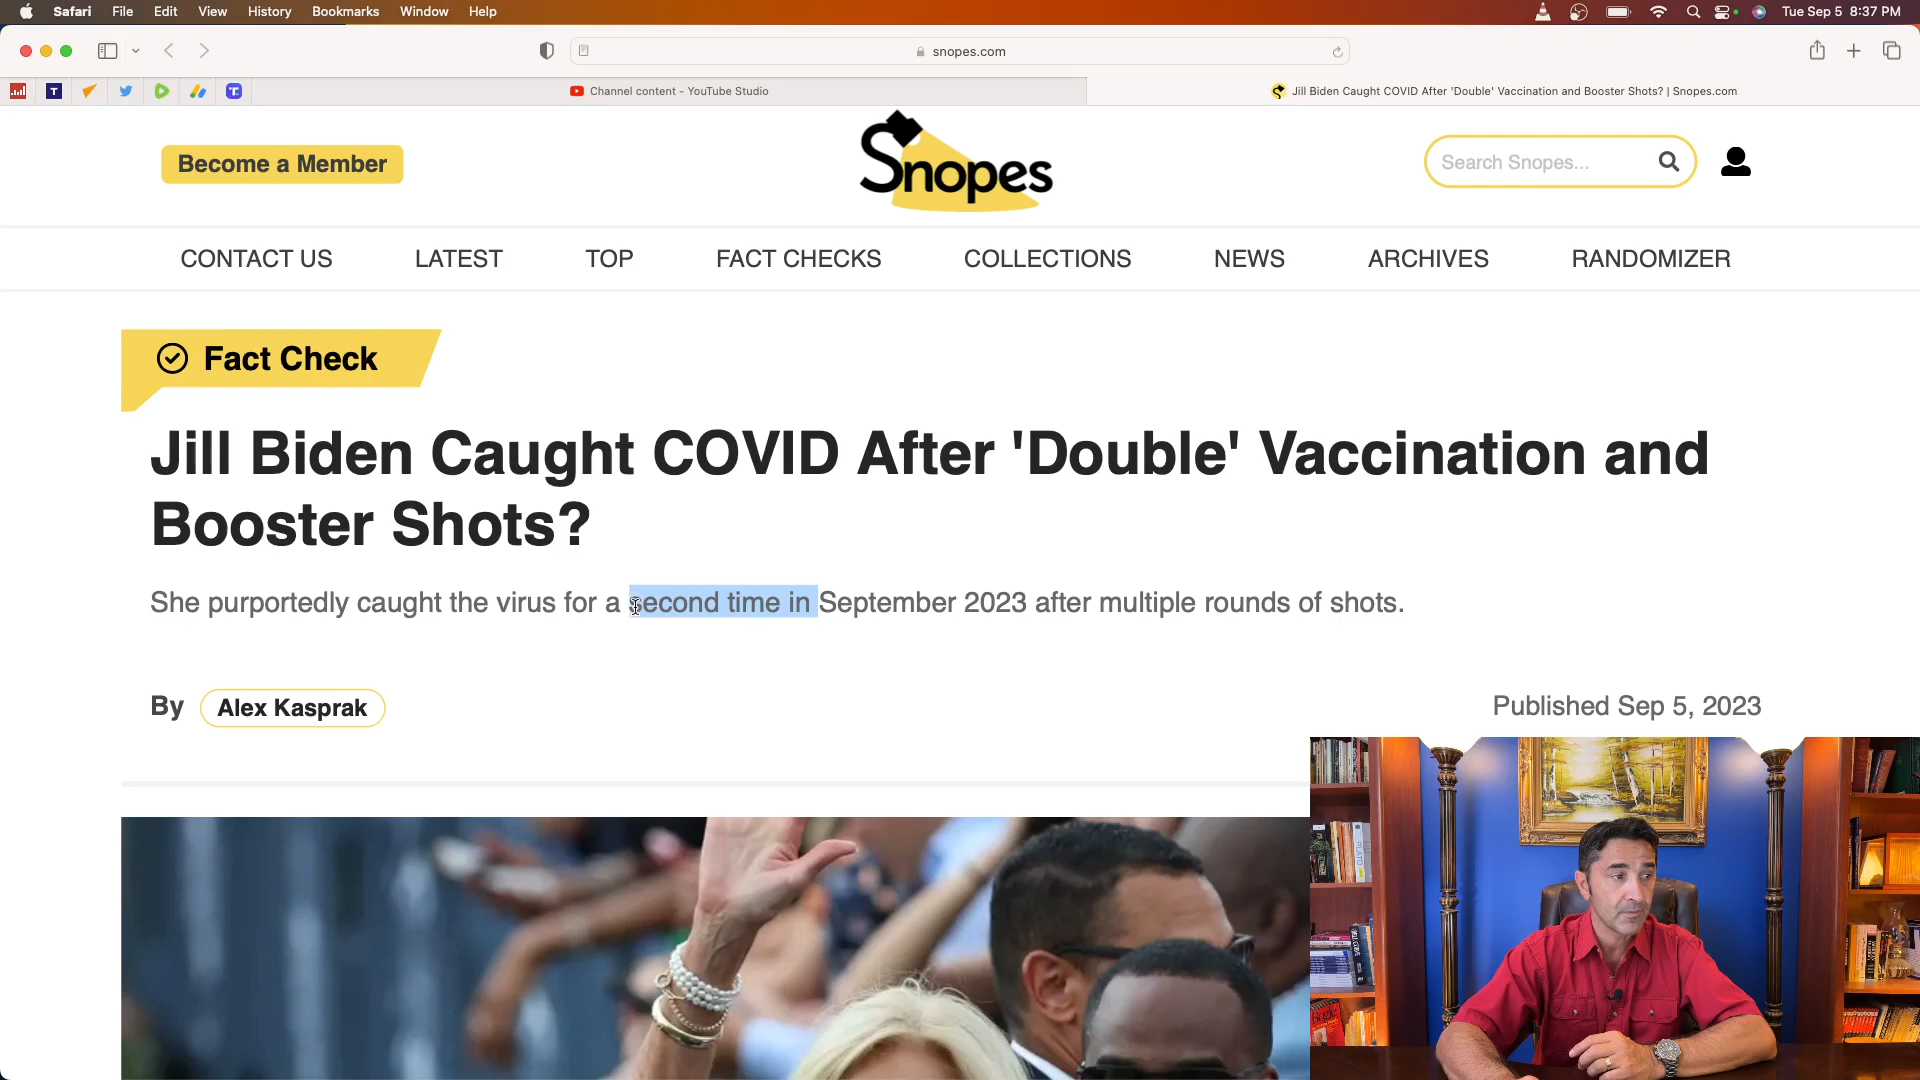 Safari File Edit View History Bookmarks Window Help
Tue Sep 5 8:37 PM
snopes.com
T
T
Channel content - YouTube Studio
Jill Biden Caught COVID After 'Double' Vaccination and Booster Shots? | Snopes.com
Become a Member
Snopes
Search Snopes...
CONTACT US LATEST TOP FACT CHECKS COLLECTIONS NEWS ARCHIVES RANDOMIZER
Fact Check
Jill Biden Caught COVID After 'Double' Vaccination and
Booster Shots?
She purportedly caught the virus for a second time in September 2023 after multiple rounds of shots.
By Alex Kasprak
Published Sep 5, 2023
PLATO